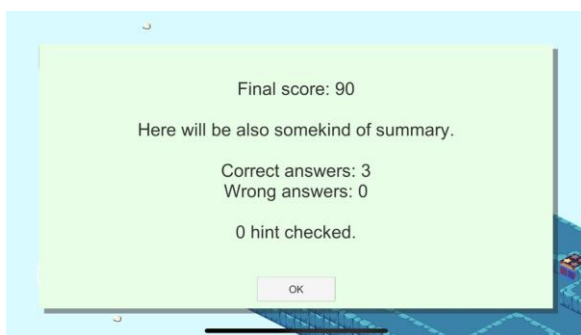 Final score: 90
Here will be also somekind of summary.
Correct answers: 3
Wrong answers: 0
0 hint checked.
OK